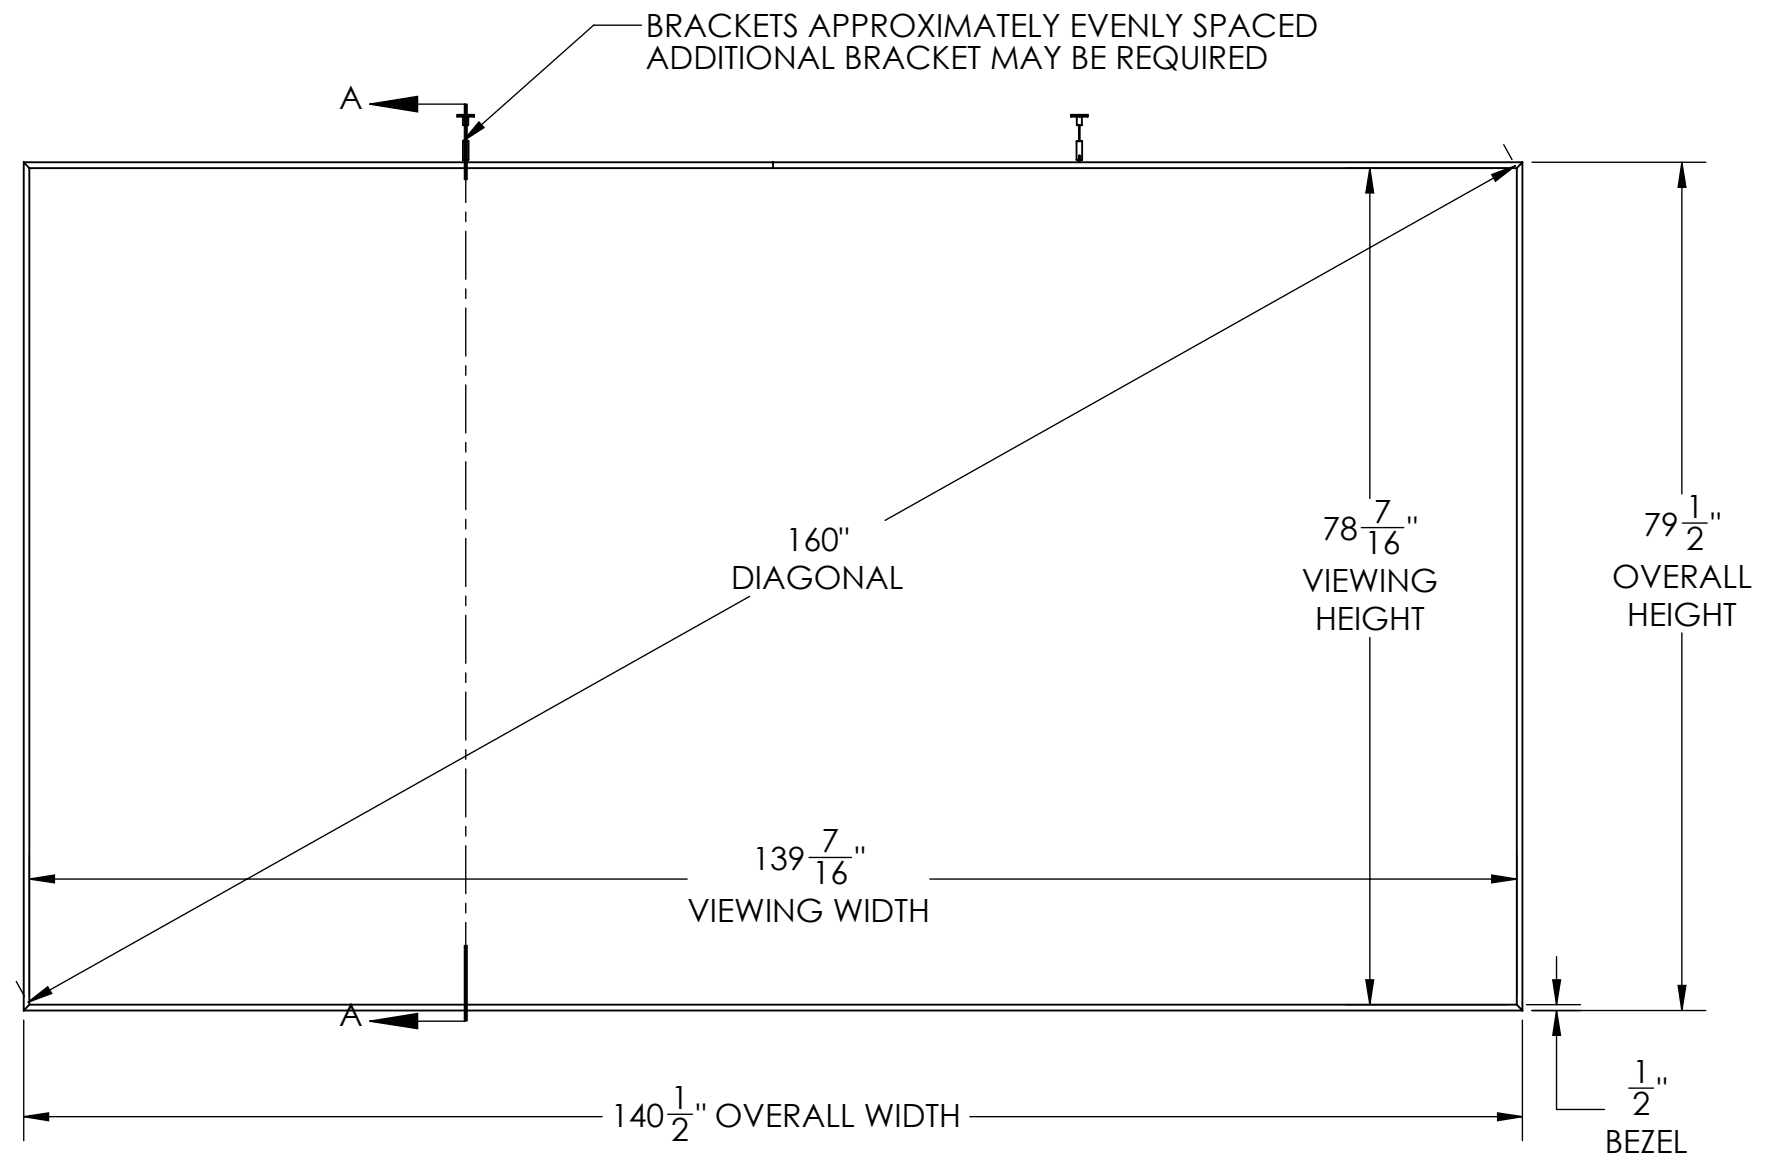 BRACKETS APPROXIMATELY EVENLY SPACED
ADDITIONAL BRACKET MAY BE REQUIRED
A
160"
DIAGONAL
78 7/16"
VIEWING
HEIGHT
79 1/2"
OVERALL
HEIGHT
139 7/16"
VIEWING WIDTH
A
140 1/2" OVERALL WIDTH
1/2"
BEZEL